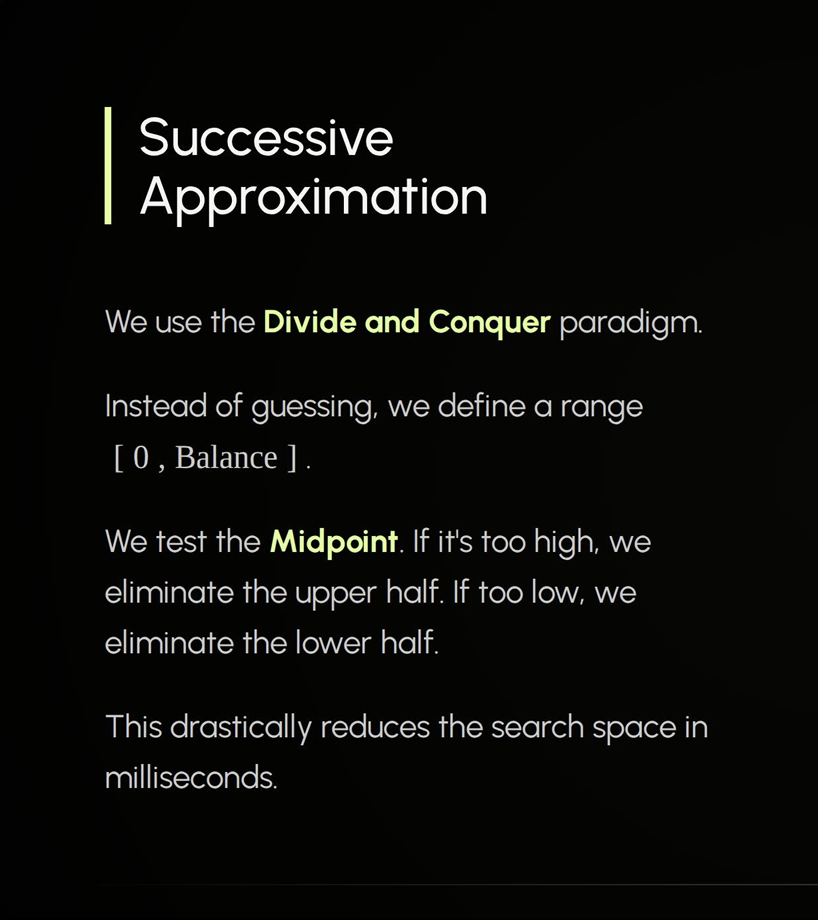 Successive
Approximation
We use the Divide and Conquer paradigm.
Instead of guessing, we define a range
[ 0 , Balance ] .
We test the Midpoint. If it's too high, we
eliminate the upper half. If too low, we
eliminate the lower half.
This drastically reduces the search space in
milliseconds.